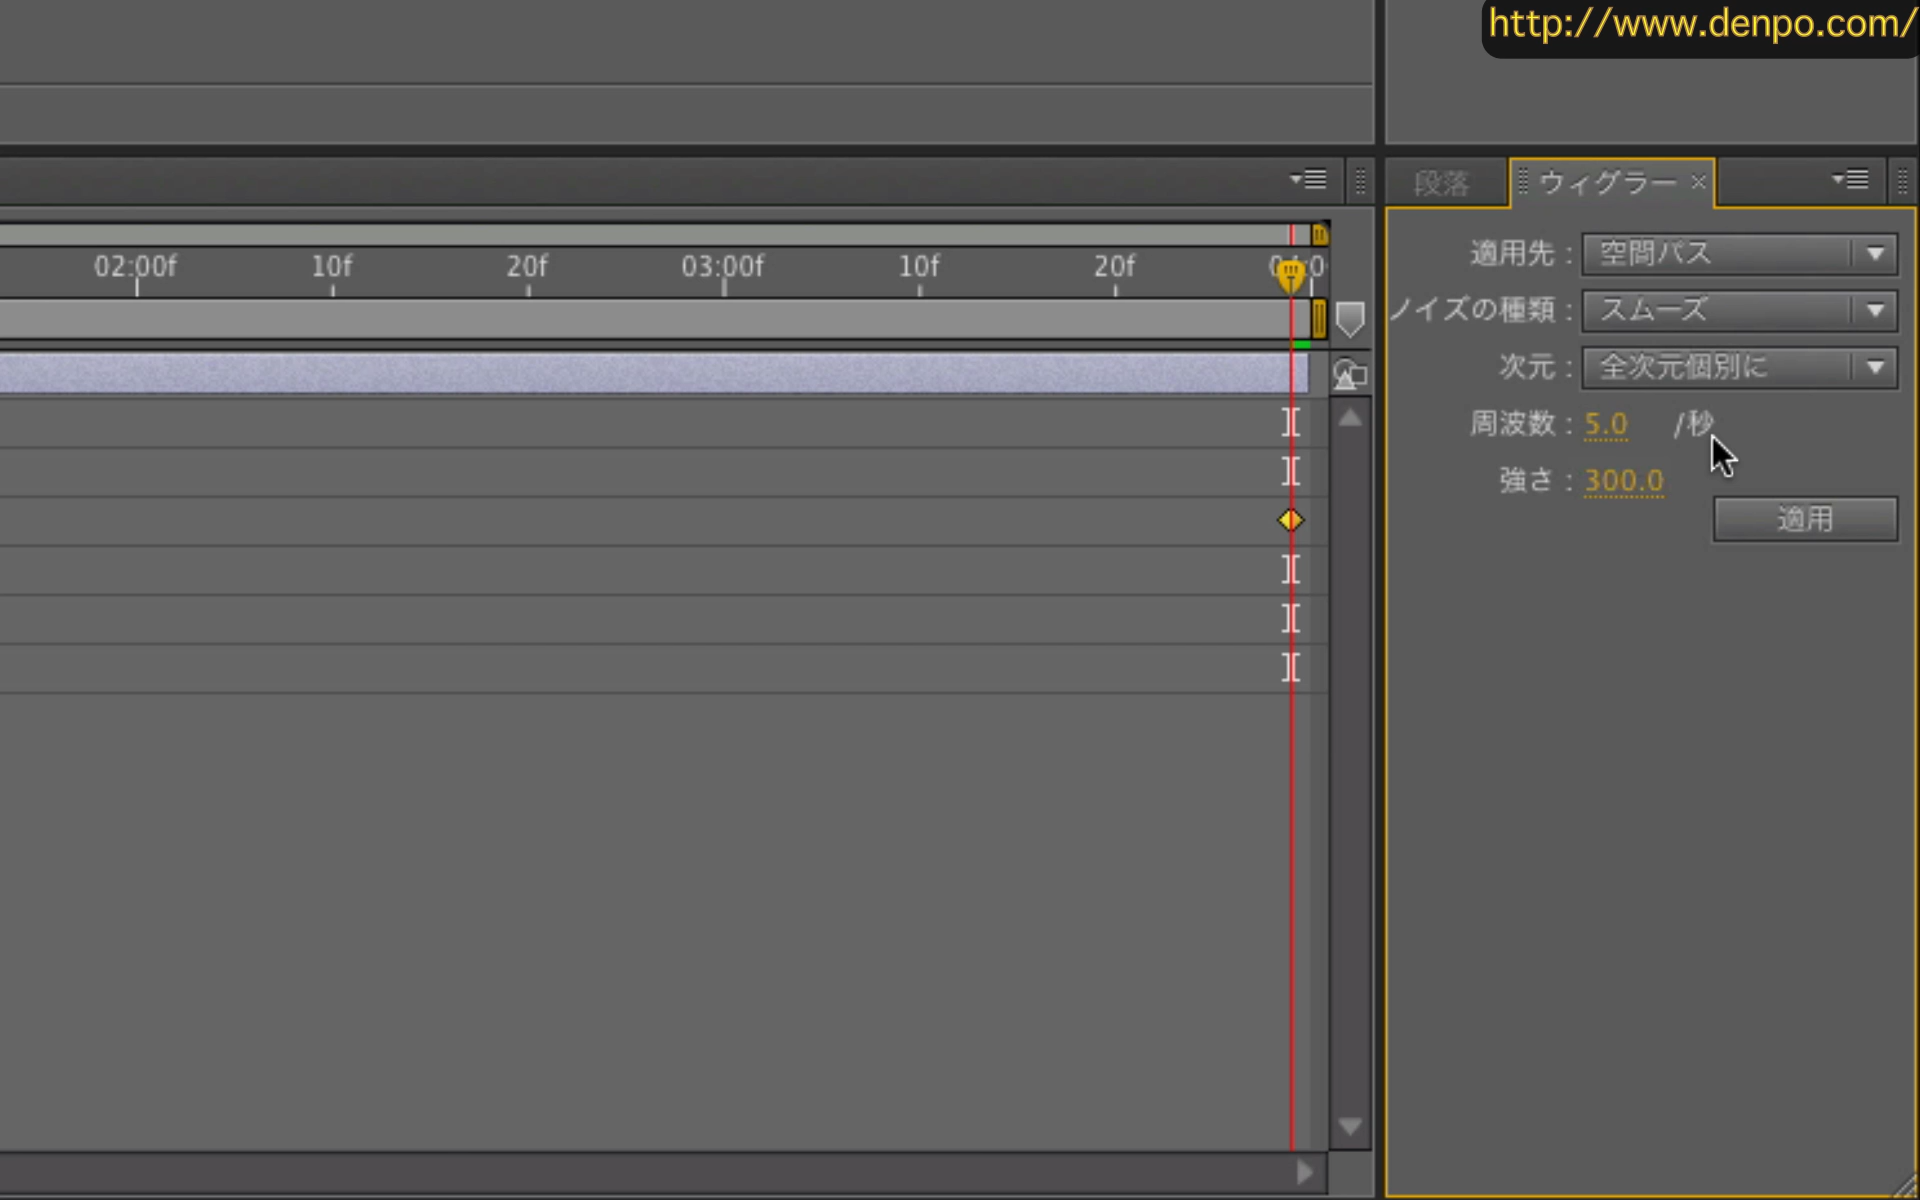 http://www.denpo.com/
段落 ウィグラー ×
02:00f 10f 20f 03:00f 10f 20f
適用先 : 空間パス
ノイズの種類 : スムーズ
次元 : 全次元個別に
周波数 : 5.0 /秒
強さ : 300.0
適用